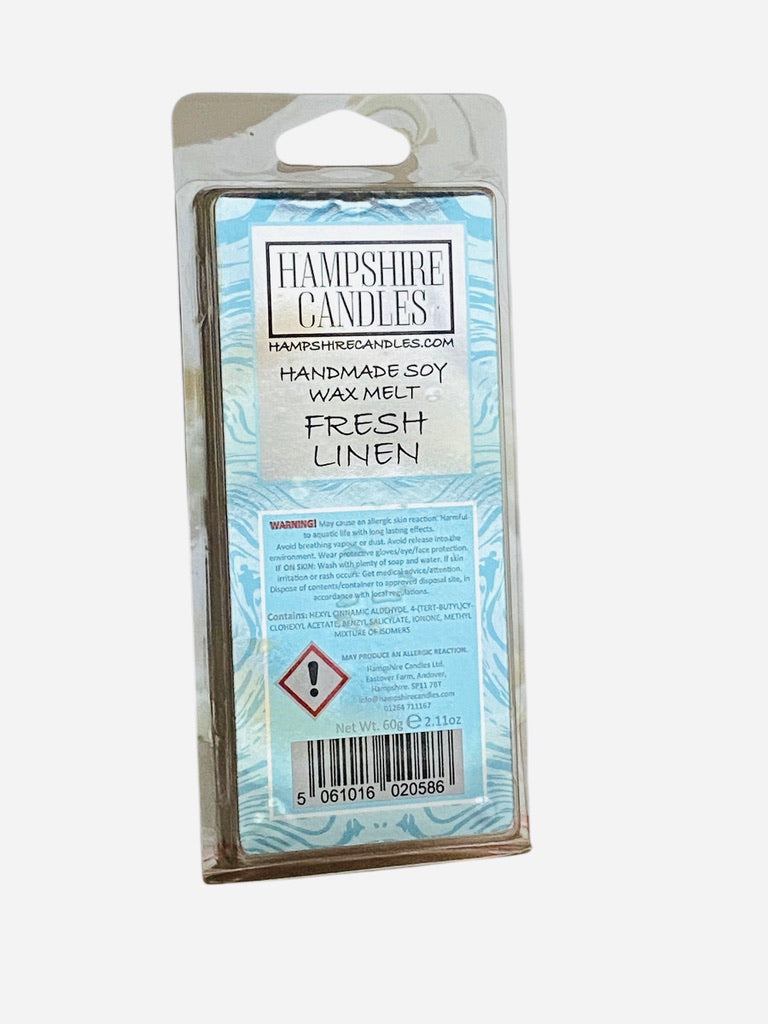 HAMPSHIRE
CANDLES
HAMPSHIRECANDLES.COM
HANDMADE SOY
WAX MELT
FRESH
LINEN
WARNING! May cause an allergic skin reaction. Harmful
to aquatic life with long lasting effects.
Avoid breathing vapour or dust. Avoid release into the
environment. Wear protective gloves/eye/face protection.
IF ON SKIN: Wash with plenty of soap and water. If skin
irritation or rash occurs: Get medical advice/attention.
Dispose of contents/container to approved disposal site, in
accordance with local regulations.
Contains: HEXYL CINNAMIC ALDEHYDE, 4-(TERT-BUTYL)CY-
CLOHEXYL ACETATE, BENZYL SALICYLATE, IONONE, METHYL
MIXTURE OF ISOMERS
MAY PRODUCE AN ALLERGIC REACTION.
Hampshire Candles Ltd.
Eastover Farm, Andover,
Hampshire. SP11 7BT
info@hampshirecandles.com
01264 711167
Net Wt. 60g ℮ 2.11oz
5 061016 020586